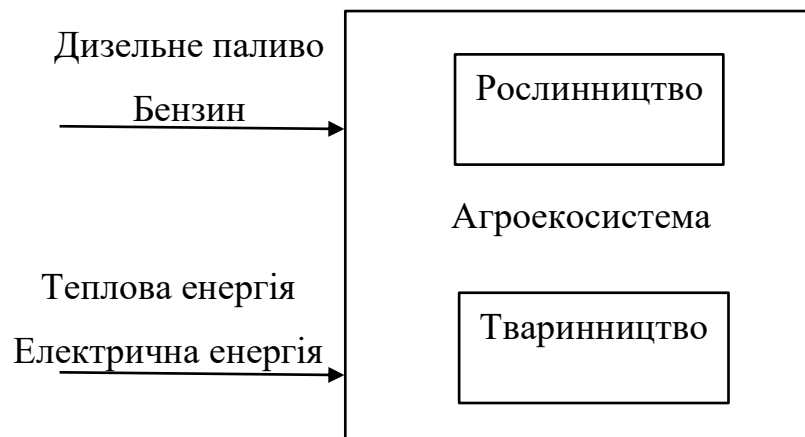 Дизельне паливо
Бензин
Рослинництво
Агроекосистема
Теплова енергія
Електрична енергія
Тваринництво